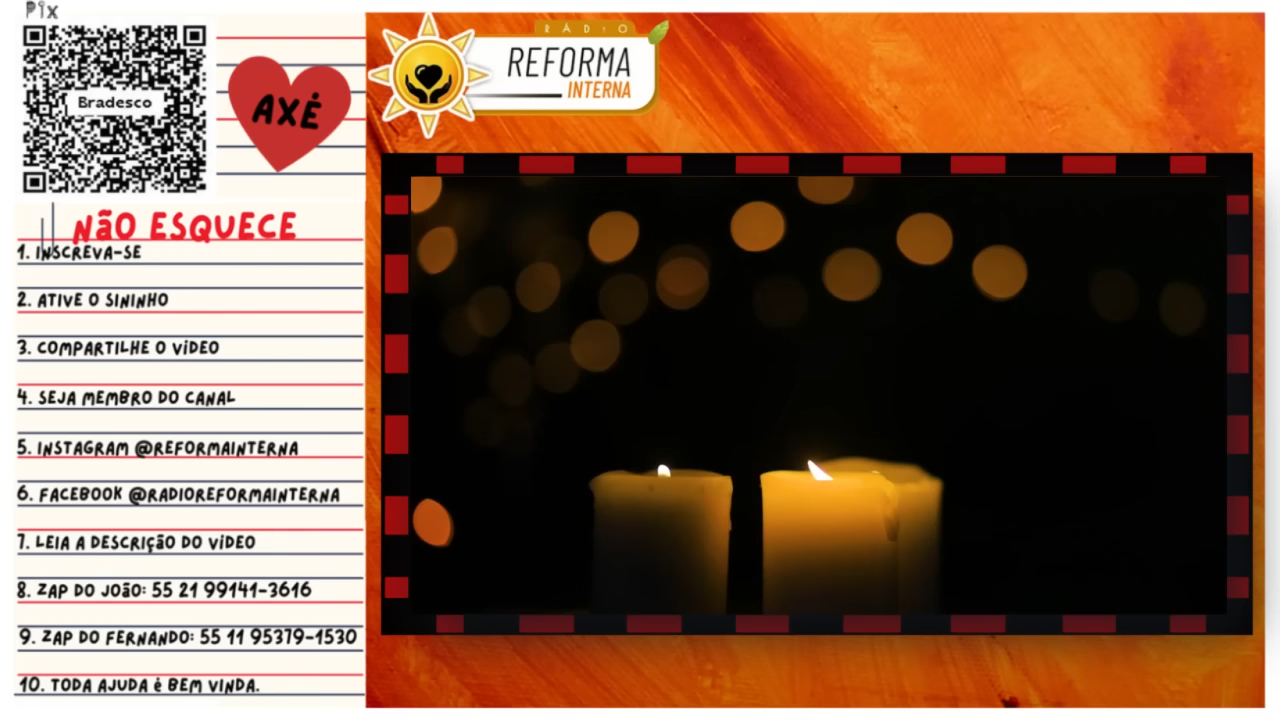 Pix
Bradesco
AXÉ
NÃO ESQUECE
1. INSCREVA-SE
2. ATIVE O SININHO
3. COMPARTILHE O VÍDEO
4. SEJA MEMBRO DO CANAL
5. INSTAGRAM @REFORMAINTERNA
6. FACEBOOK @RADIOREFORMAINTERNA
7. LEIA A DESCRIÇÃO DO VÍDEO
8. ZAP DO JOÃO: 55 21 99141-3616
9. ZAP DO FERNANDO: 55 11 95379-1530
10. TODA AJUDA É BEM VINDA.
RÁDIO
REFORMA
INTERNA